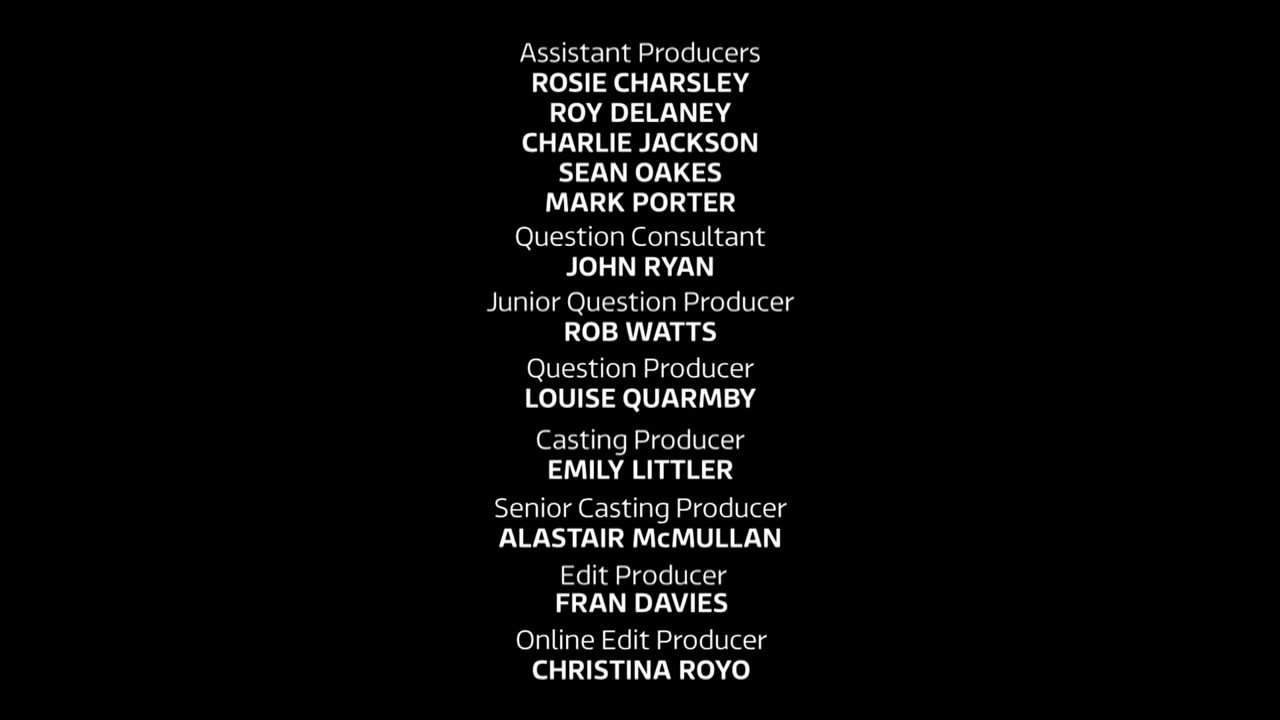 Assistant Producers
ROSIE CHARSLEY
ROY DELANEY
CHARLIE JACKSON
SEAN OAKES
MARK PORTER
Question Consultant
JOHN RYAN
Junior Question Producer
ROB WATTS
Question Producer
LOUISE QUARMBY
Casting Producer
EMILY LITTLER
Senior Casting Producer
ALASTAIR McMULLAN
Edit Producer
FRAN DAVIES
Online Edit Producer
CHRISTINA ROYO